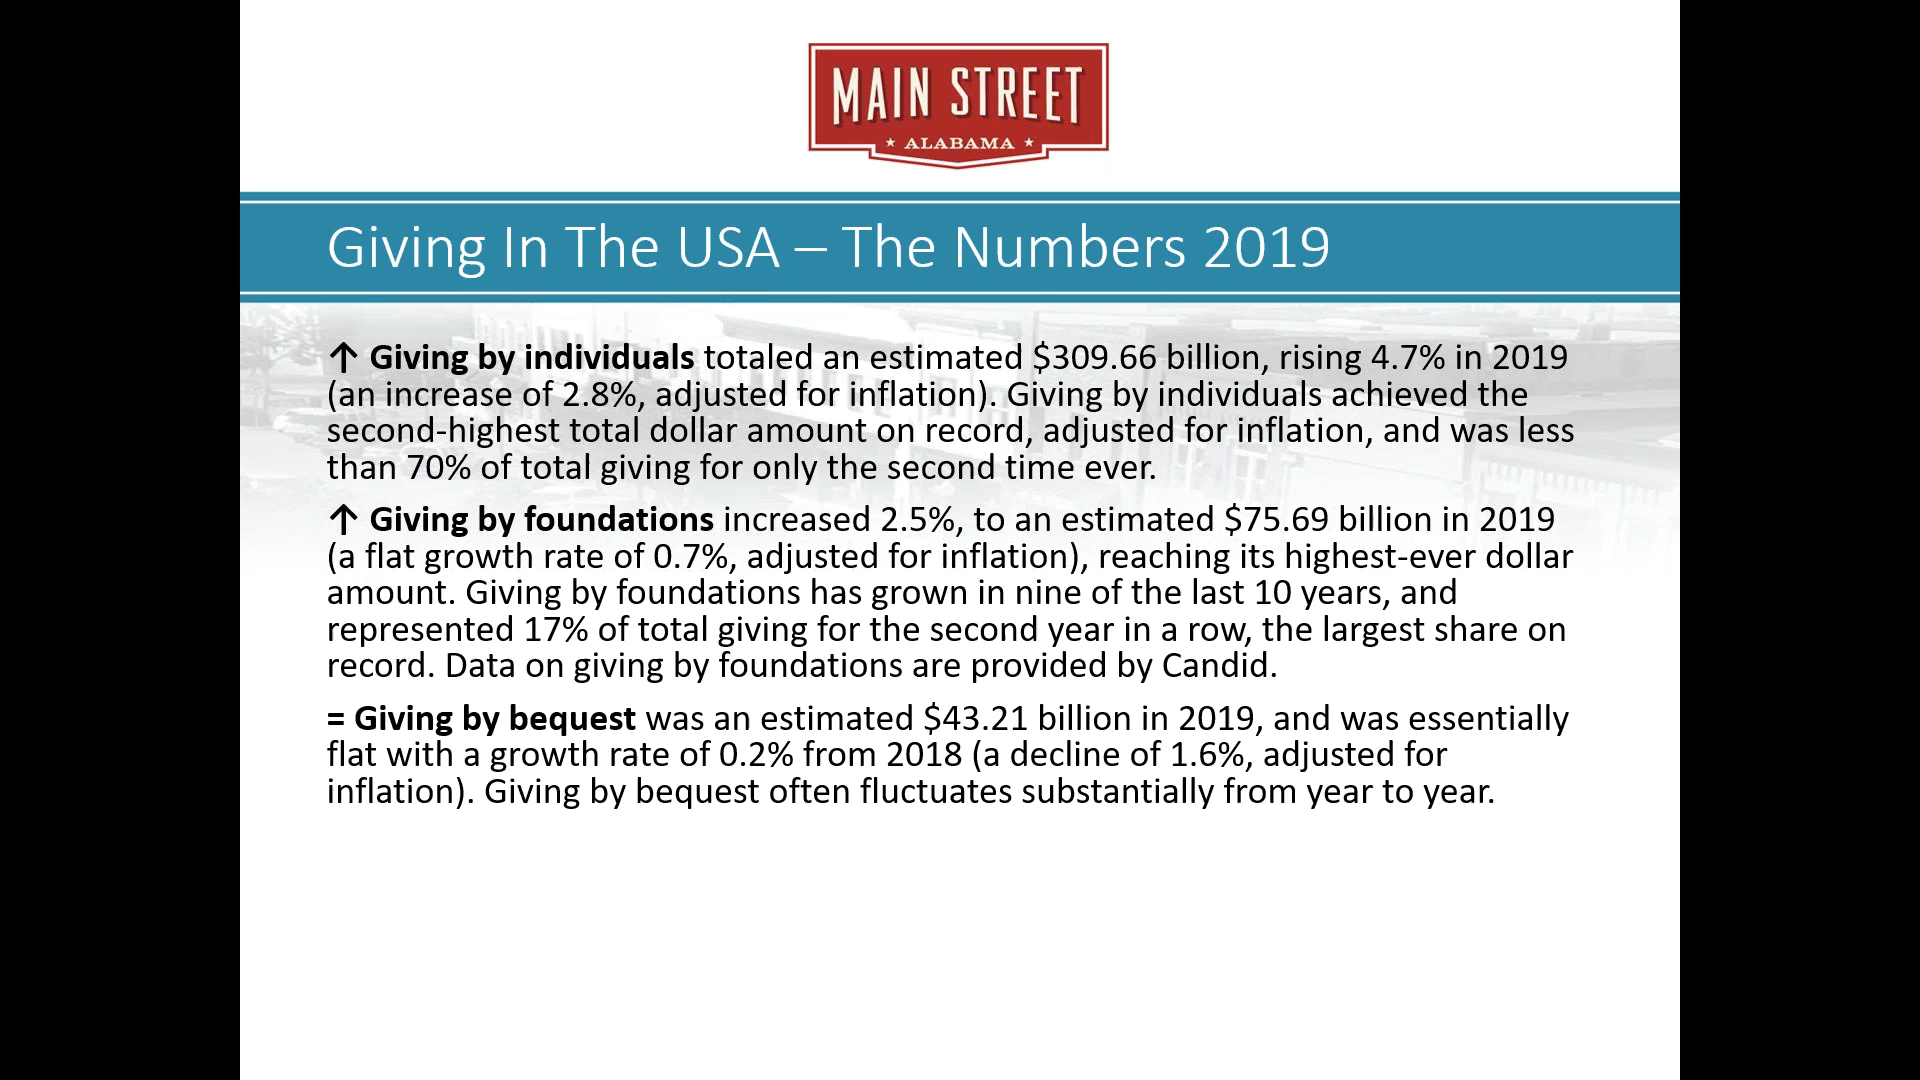 MAIN STREET
★ ALABAMA ★
Giving In The USA – The Numbers 2019
↑ Giving by individuals totaled an estimated $309.66 billion, rising 4.7% in 2019
(an increase of 2.8%, adjusted for inflation). Giving by individuals achieved the
second-highest total dollar amount on record, adjusted for inflation, and was less
than 70% of total giving for only the second time ever.
↑ Giving by foundations increased 2.5%, to an estimated $75.69 billion in 2019
(a flat growth rate of 0.7%, adjusted for inflation), reaching its highest-ever dollar
amount. Giving by foundations has grown in nine of the last 10 years, and
represented 17% of total giving for the second year in a row, the largest share on
record. Data on giving by foundations are provided by Candid.
= Giving by bequest was an estimated $43.21 billion in 2019, and was essentially
flat with a growth rate of 0.2% from 2018 (a decline of 1.6%, adjusted for
inflation). Giving by bequest often fluctuates substantially from year to year.